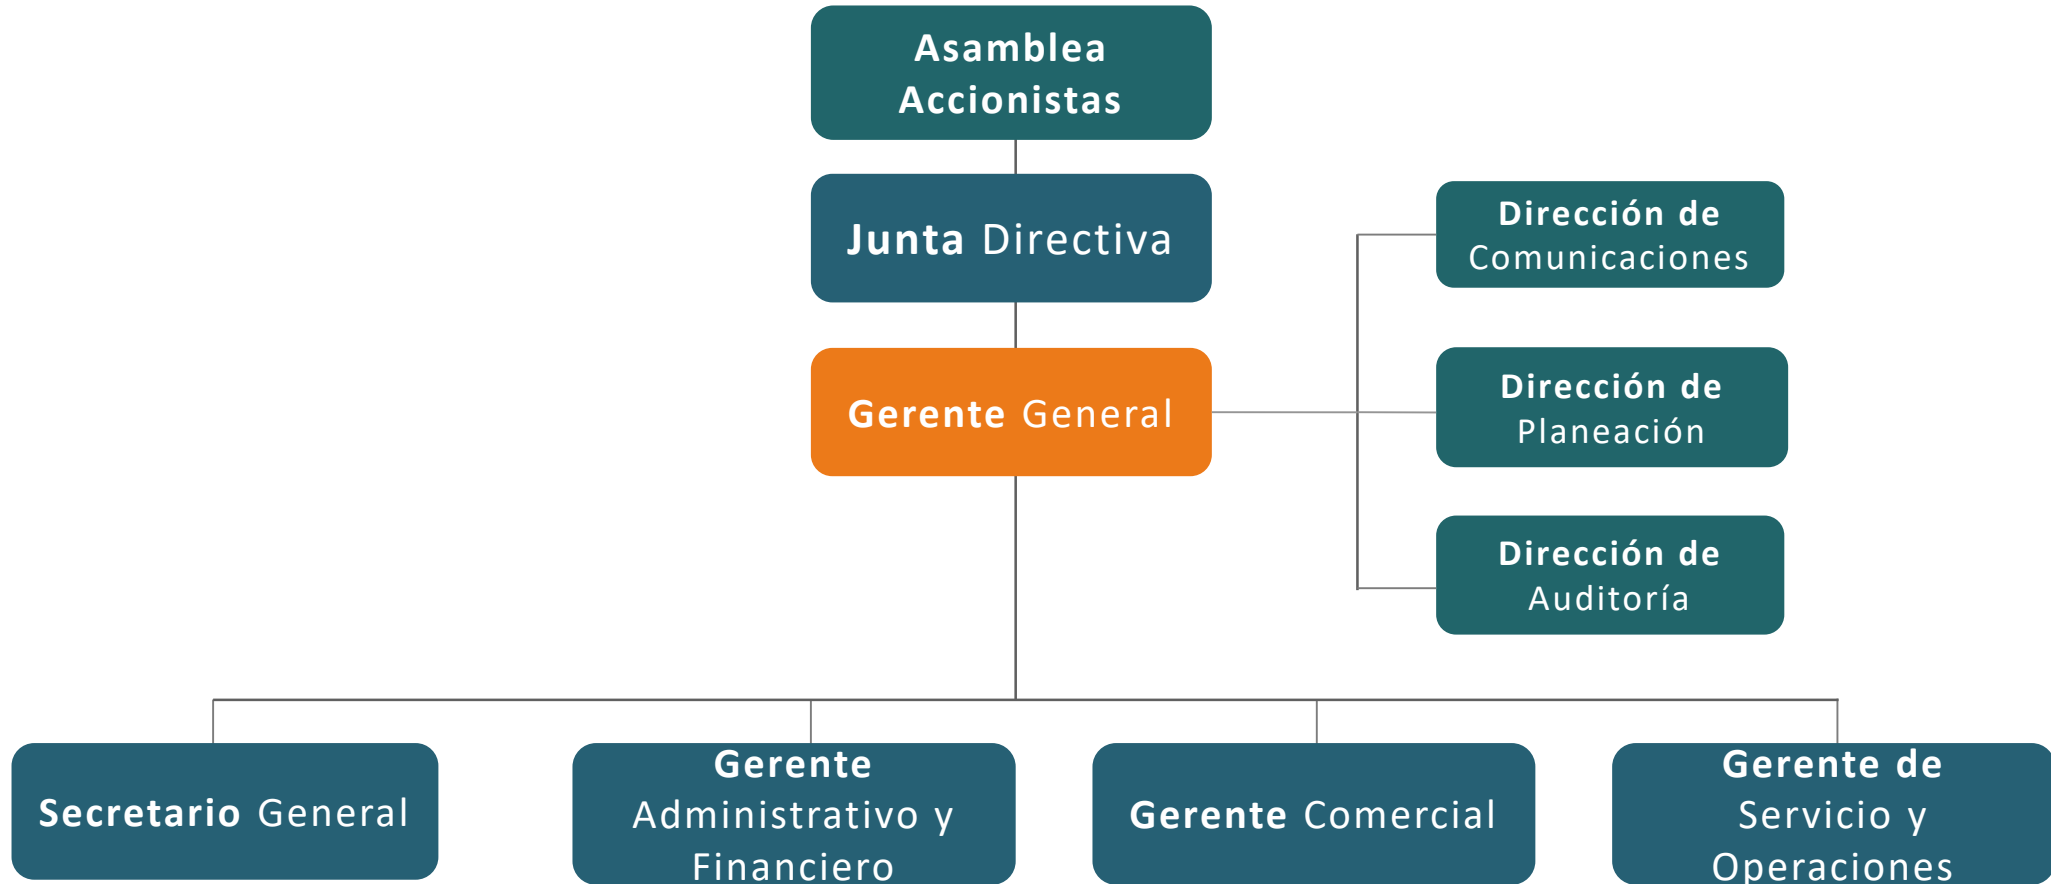 Asamblea
Accionistas
Junta Directiva
Gerente General
Dirección de
Comunicaciones
Dirección de
Planeación
Dirección de
Auditoría
Secretario General
Gerente
Administrativo y
Financiero
Gerente Comercial
Gerente de
Servicio y
Operaciones